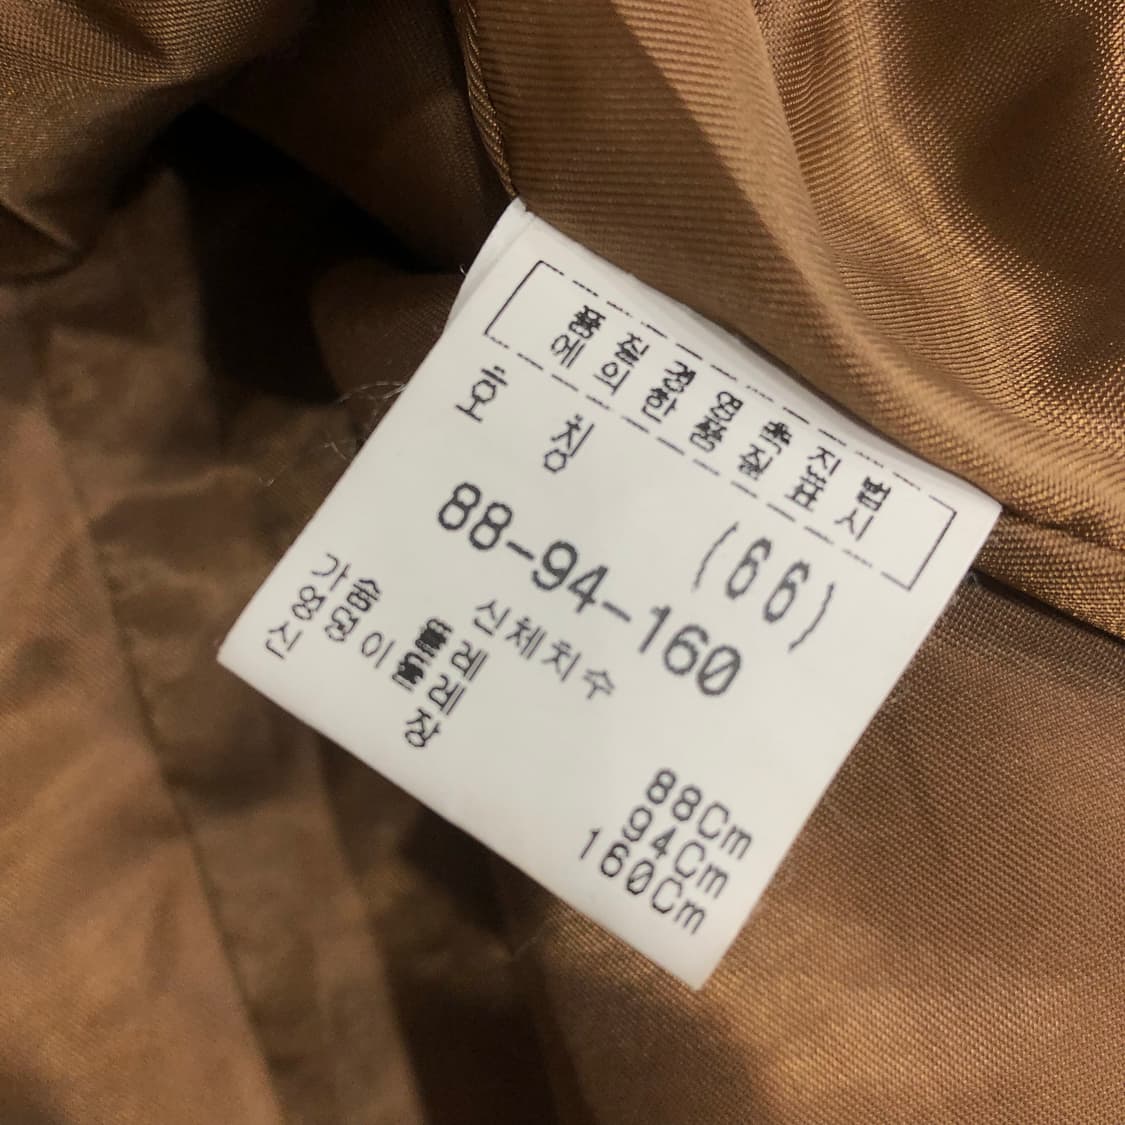 품질경영촉진법
에의한품질표시
호 칭
(66)
88-94-160
신체치수
가슴둘레 88Cm
엉덩이둘레 94Cm
신 장 160Cm